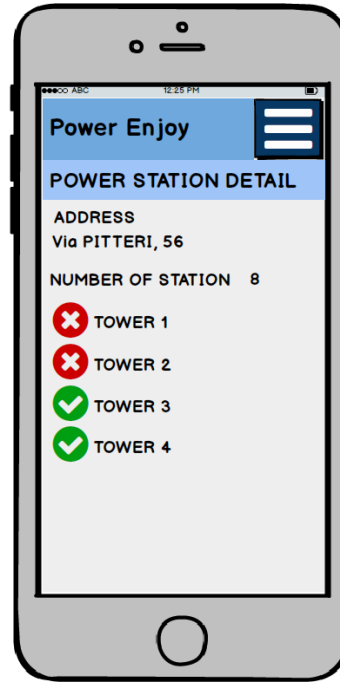 ABC 12:25 PM
Power Enjoy
POWER STATION DETAIL
ADDRESS
Via PITTERI, 56
NUMBER OF STATION 8
TOWER 1
TOWER 2
TOWER 3
TOWER 4